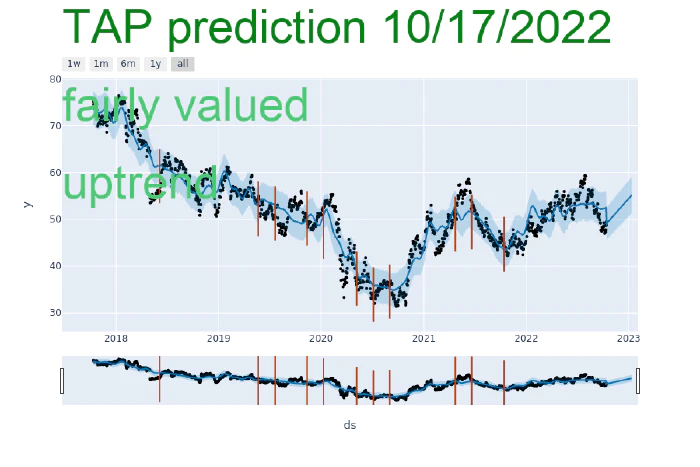 TAP prediction 10/17/2022
1w 1m 6m 1y all
80
fairly valued
70
60
uptrend
y
50
40
30
2018 2019 2020 2021 2022 2023
ds